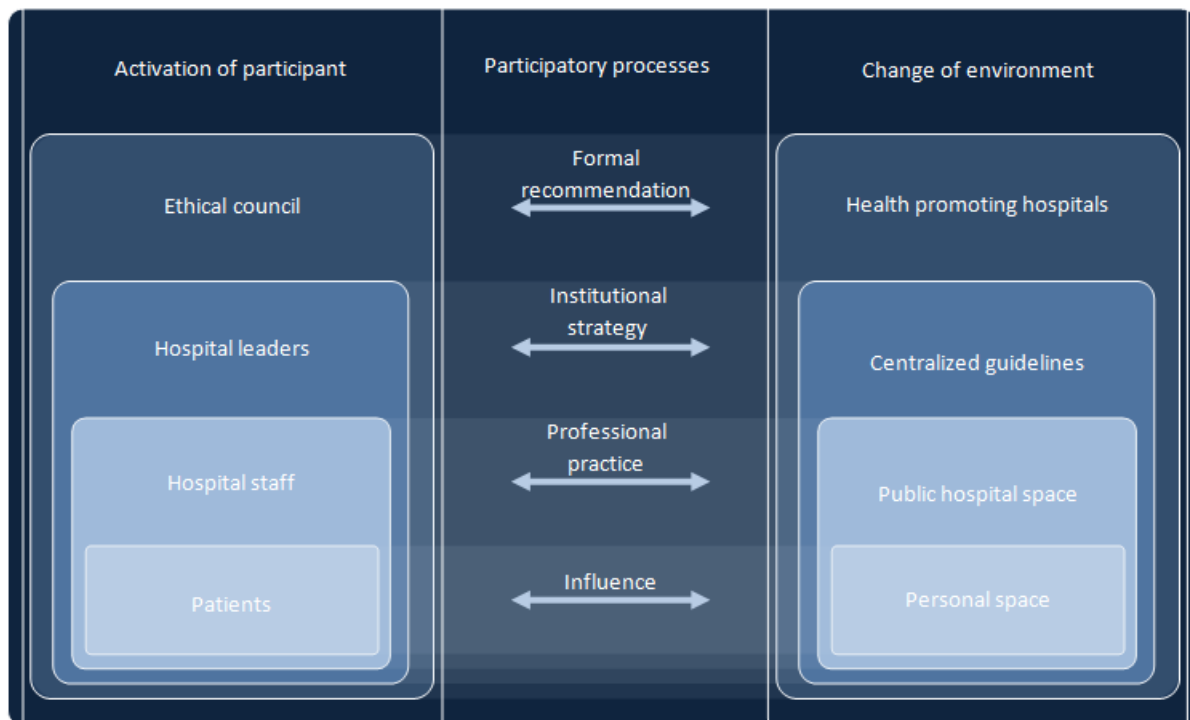 Activation of participant
Participatory processes
Change of environment
Ethical council
Formal
recommendation
Health promoting hospitals
Hospital leaders
Institutional
strategy
Centralized guidelines
Hospital staff
Professional
practice
Public hospital space
Patients
Influence
Personal space